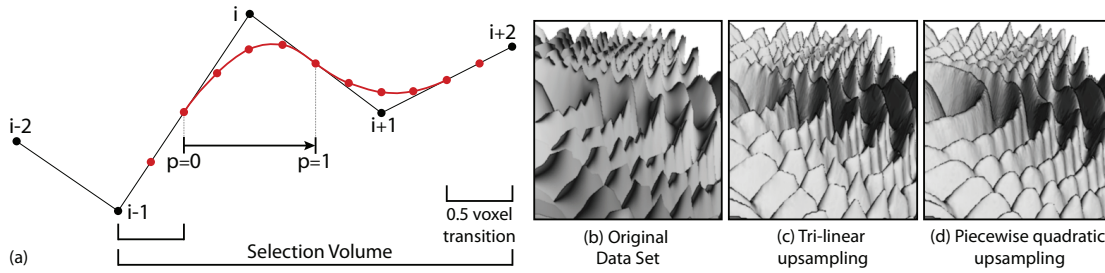 i
i+2
i-2
i+1
p=0
p=1
i-1
0.5 voxel
transition
Selection Volume
(a)
(b) Original
Data Set
(c) Tri-linear
upsampling
(d) Piecewise quadratic
upsampling